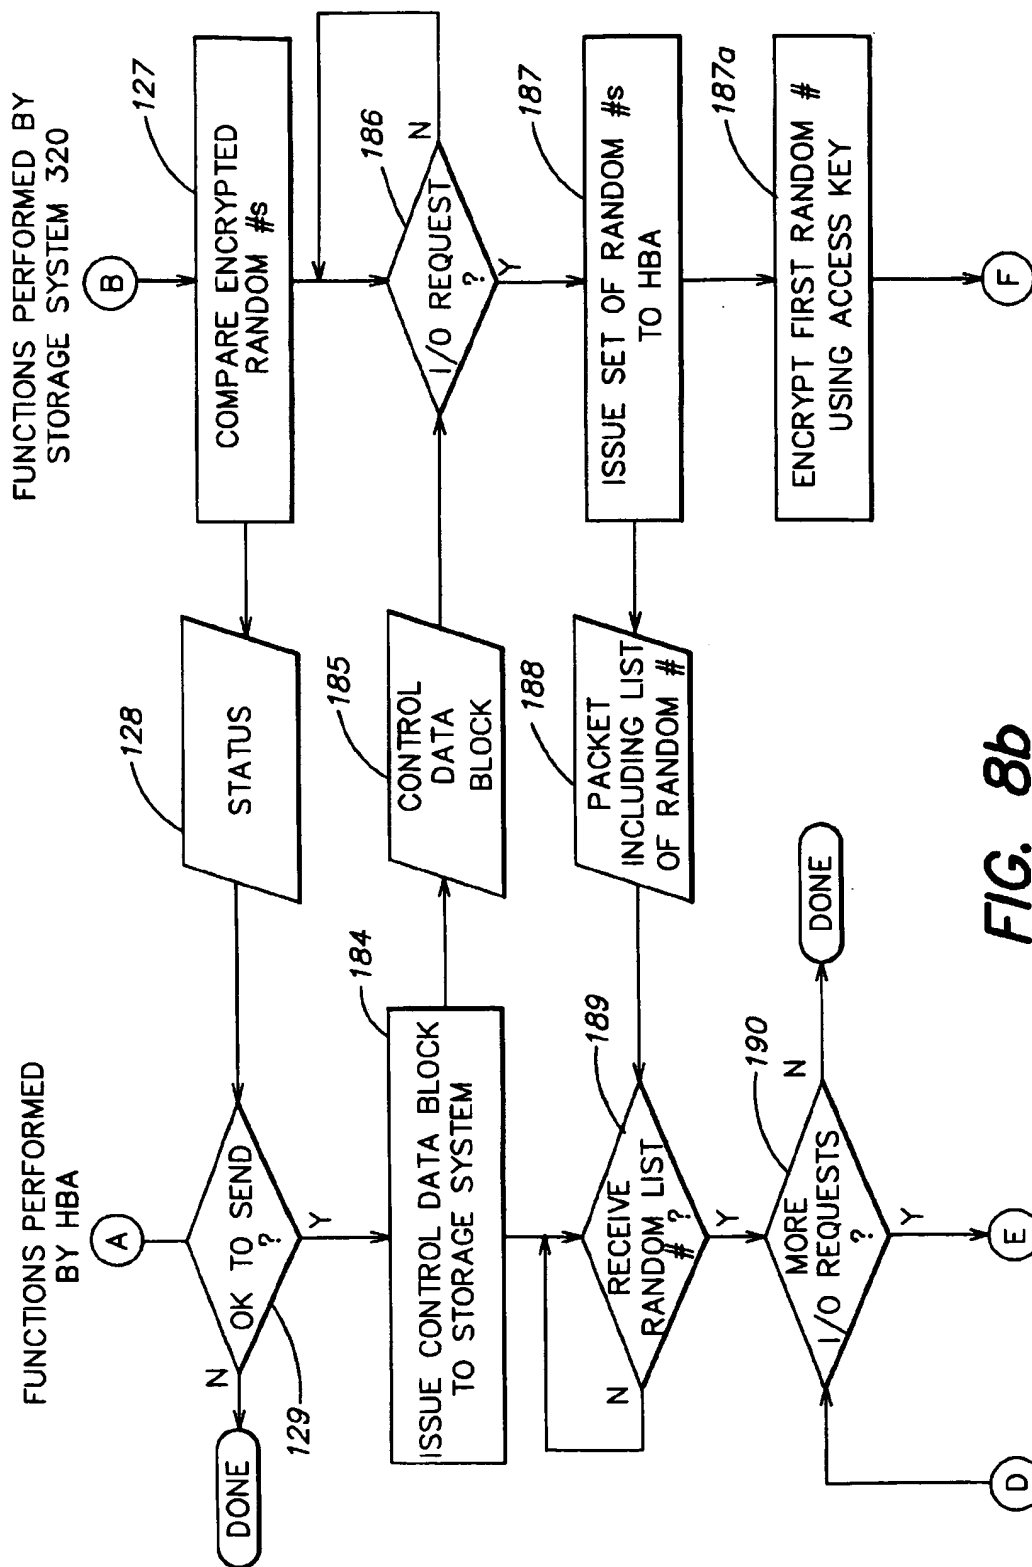 FUNCTIONS PERFORMED
BY HBA
FUNCTIONS PERFORMED BY
STORAGE SYSTEM 320
A
B
DONE
N
OK TO SEND
?
Y
129
STATUS
128
COMPARE ENCRYPTED
RANDOM #s
127
ISSUE CONTROL DATA BLOCK
TO STORAGE SYSTEM
184
CONTROL
DATA
BLOCK
185
I/O REQUEST
?
186
N
Y
RECEIVE
RANDOM LIST
# ?
189
N
Y
PACKET
INCLUDING LIST
OF RANDOM #
188
ISSUE SET OF RANDOM #s
TO HBA
187
MORE
I/O REQUESTS
?
190
N
Y
DONE
ENCRYPT FIRST RANDOM #
USING ACCESS KEY
187a
D
E
F
FIG. 8b